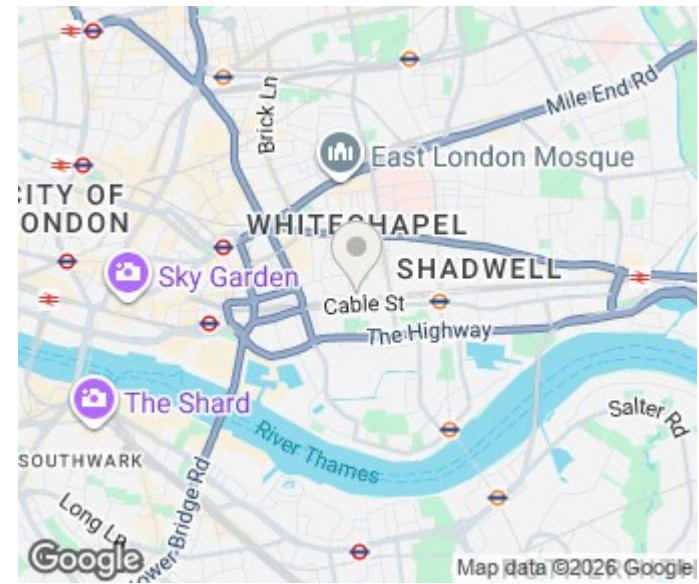 Mile End Rd
Brick Ln
East London Mosque
CITY OF
LONDON
WHITECHAPEL
SHADWELL
Sky Garden
Cable St
The Highway
The Shard
River Thames
Salter Rd
SOUTHWARK
Tower Bridge Rd
Long Ln
Google
Map data ©2026 Google